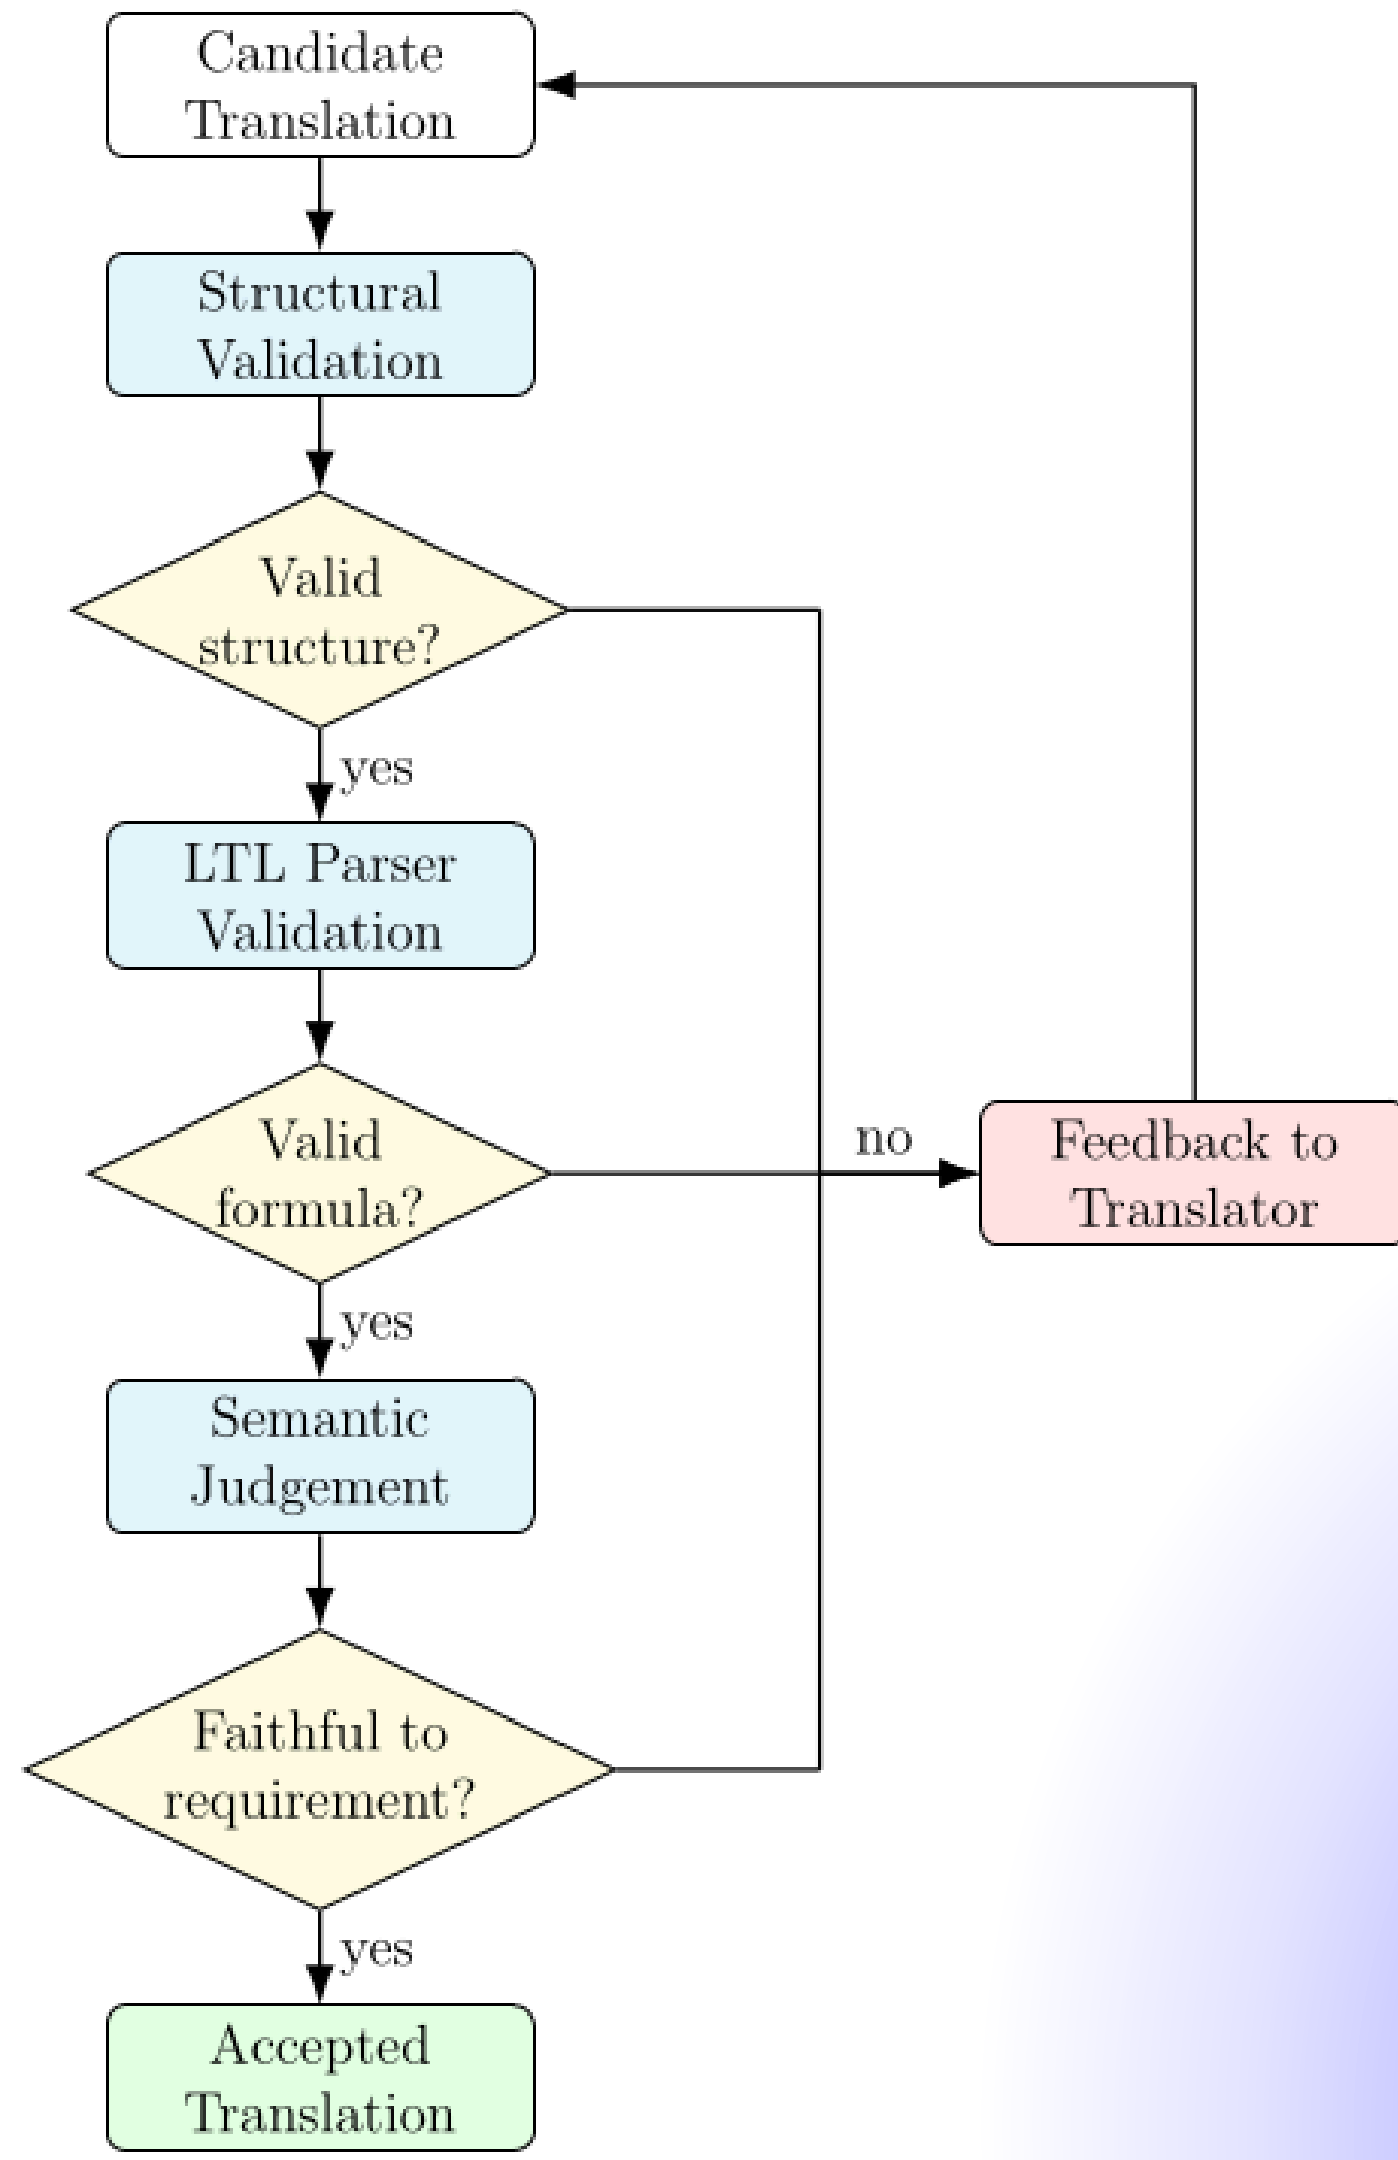 Candidate
Translation
Structural
Validation
Valid
structure?
yes
LTL Parser
Validation
Valid
formula?
no
Feedback to
Translator
yes
Semantic
Judgement
Faithful to
requirement?
yes
Accepted
Translation